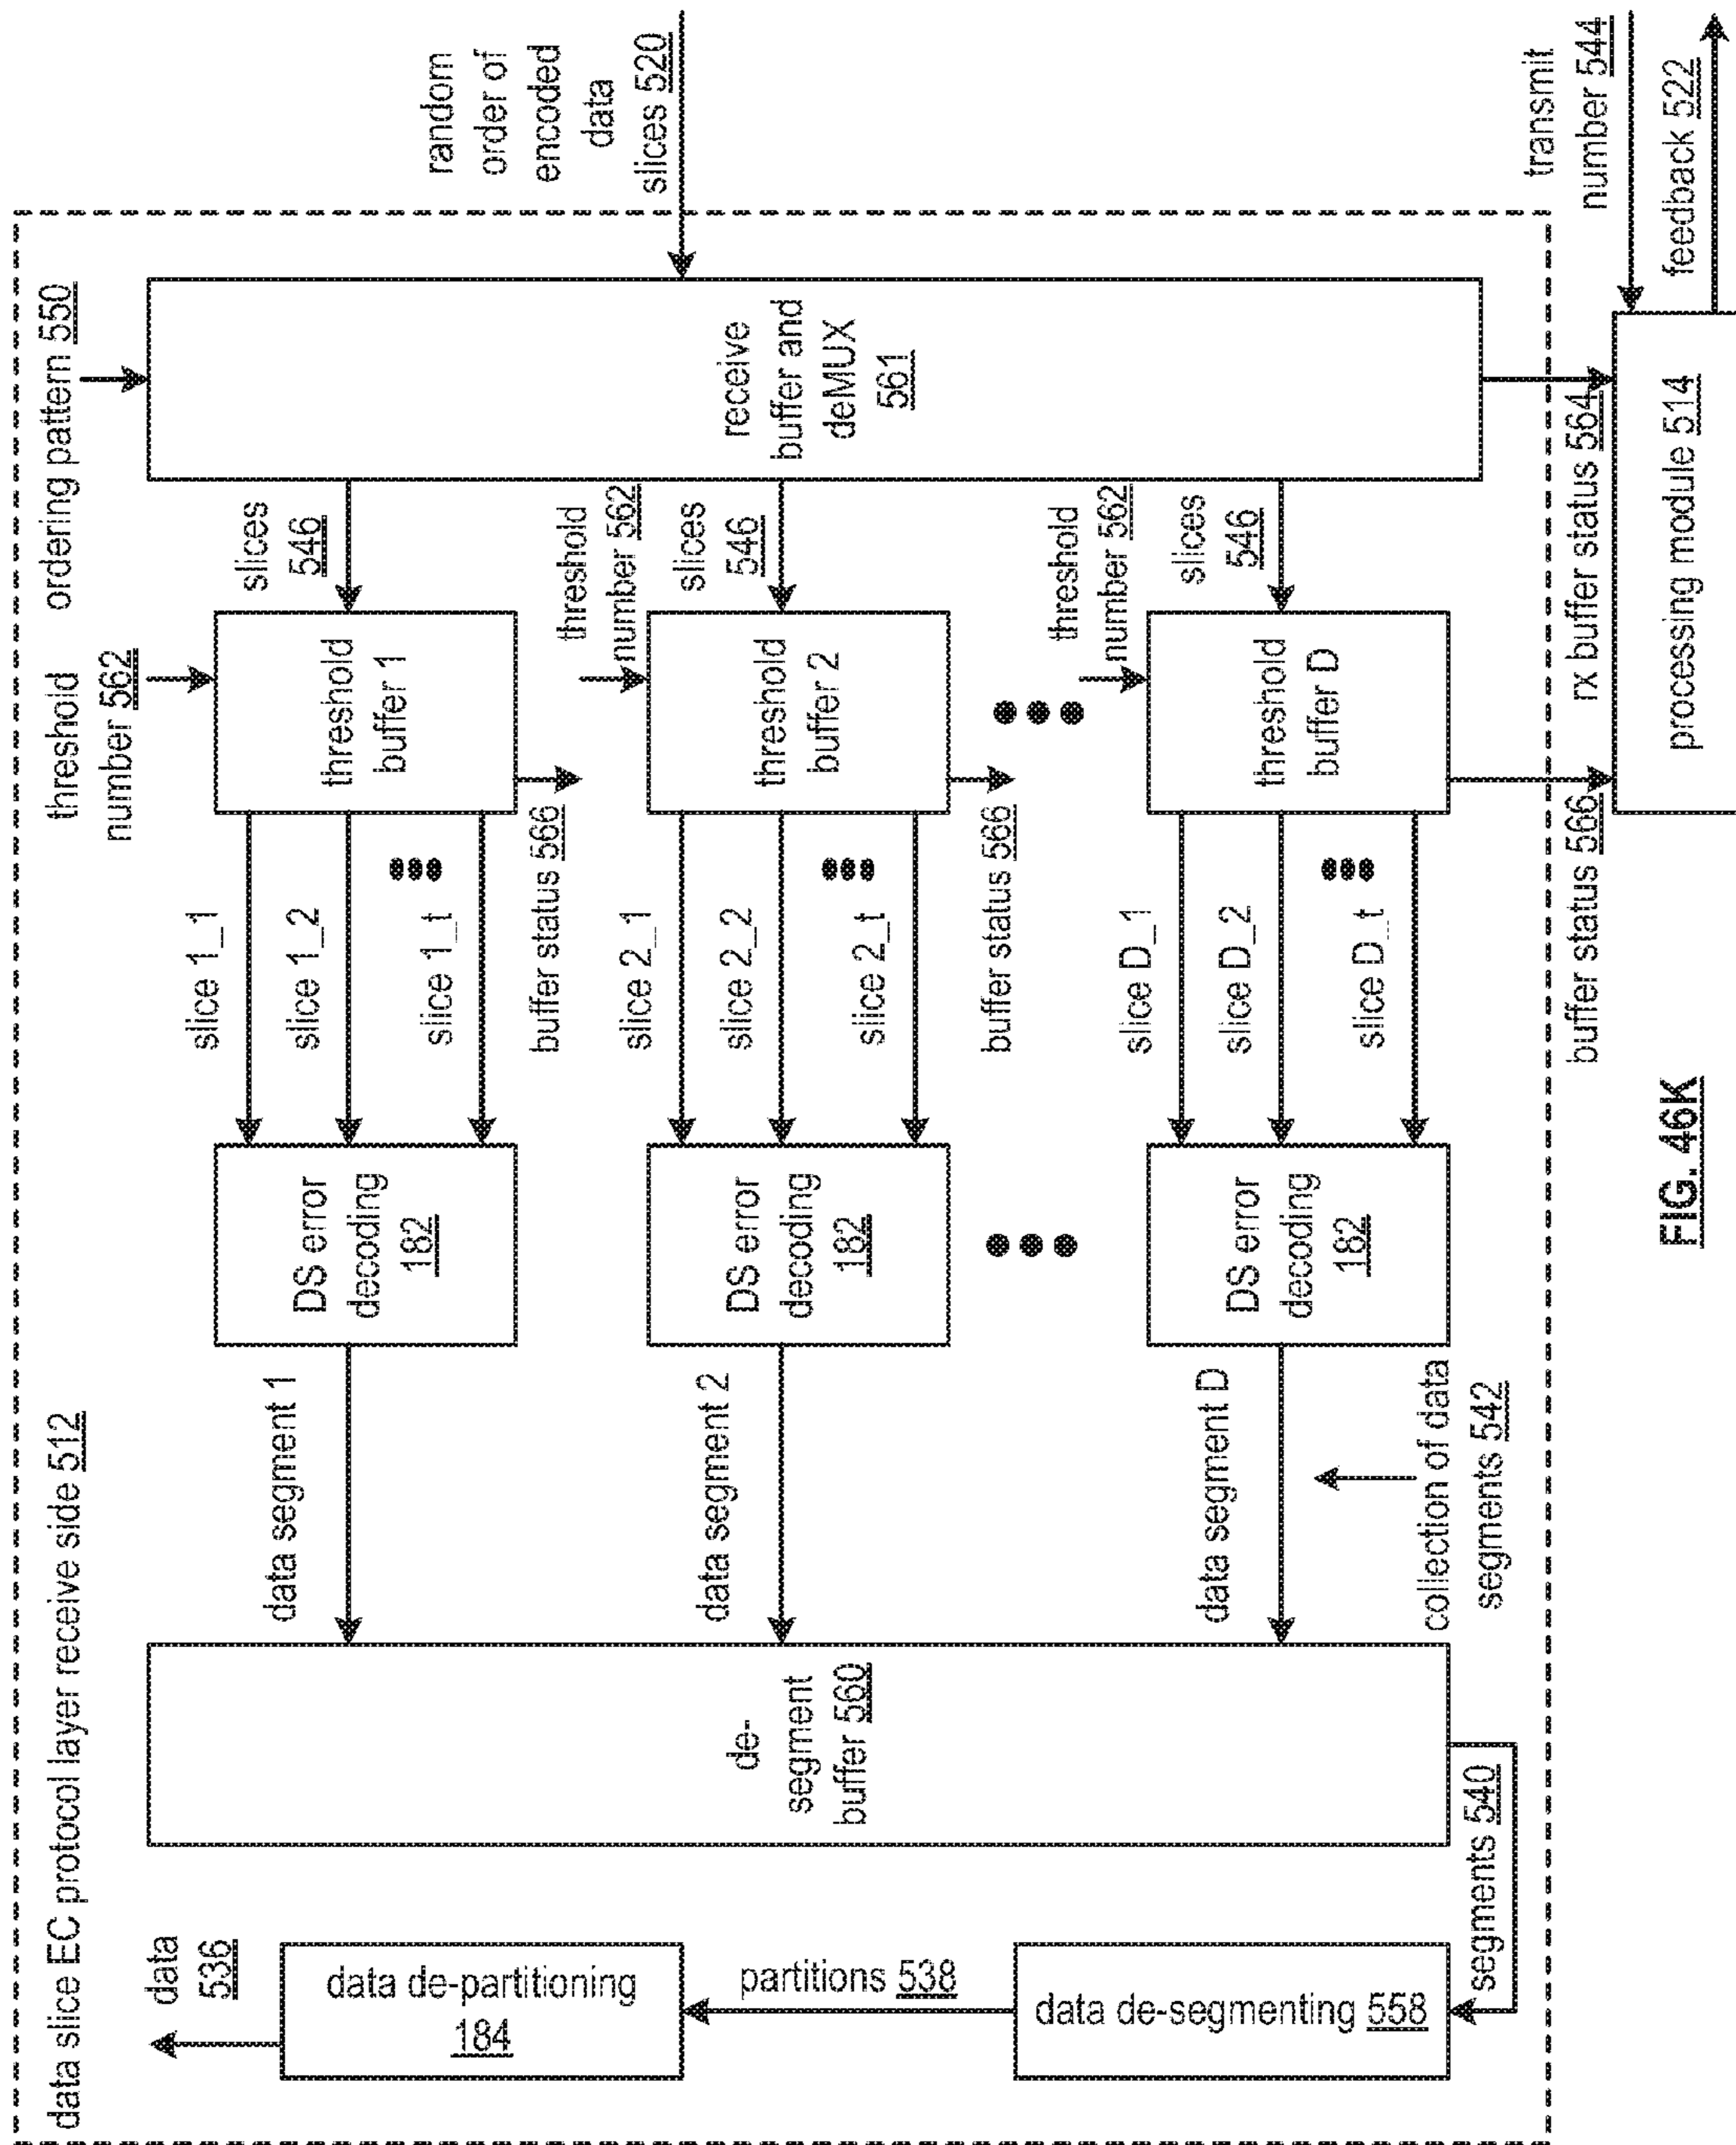 data slice EC protocol layer receive side 512
data
536
data de-partitioning
184
partitions 538
data de-segmenting 558
segments 540
de-
segment
buffer 560
data segment 1
data segment 2
data segment D
collection of data
segments 542
DS error
decoding
182
DS error
decoding
182
DS error
decoding
182
slice 1_1
slice 1_2
slice 1_t
buffer status 566
slice 2_1
slice 2_2
slice 2_t
buffer status 566
slice D_1
slice D_2
slice D_t
buffer status 566
threshold
number 562
threshold
buffer 1
threshold
number 562
threshold
buffer 2
threshold
number 562
threshold
buffer D
slices
546
slices
546
slices
546
ordering pattern 550
receive
buffer and
deMUX
561
rx buffer status 564
processing module 514
random
order of
encoded
data
slices 520
transmit
number 544
feedback 522
FIG. 46K